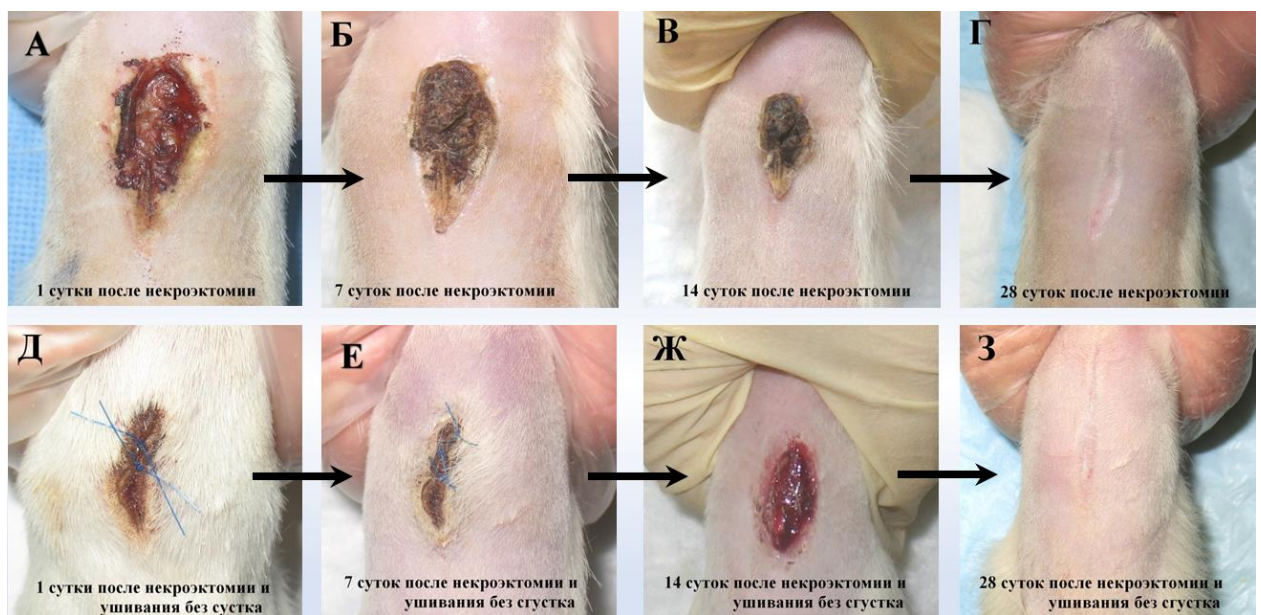 А
Б
В
Г
1 сутки после некроэктомии
7 суток после некроэктомии
14 суток после некроэктомии
28 суток после некроэктомии
Д
Е
Ж
З
1 сутки после некроэктомии и
ушивания без сустка
7 суток после некроэктомии и
ушивания без сгустка
14 суток после некроэктомии и
ушивания без сгустка
28 суток после некроэктомии и
ушивания без сгустка